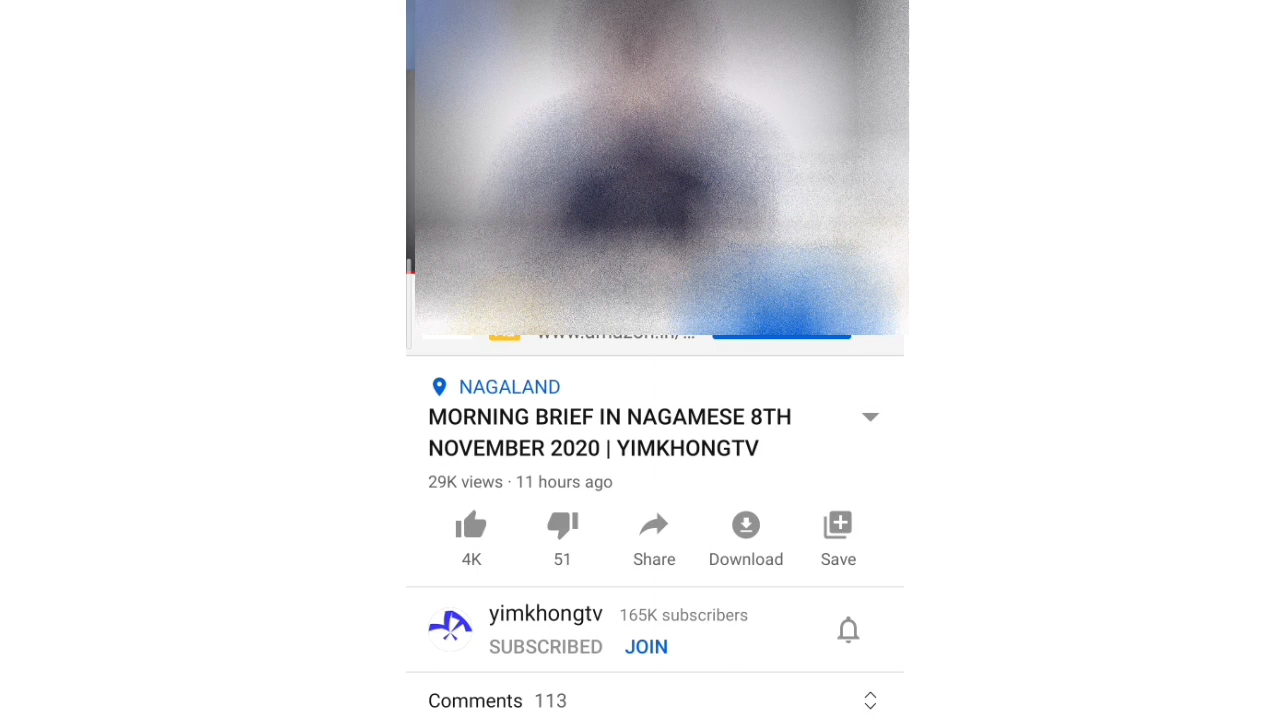 NAGALAND
MORNING BRIEF IN NAGAMESE 8TH
NOVEMBER 2020 | YIMKHONGTV
29K views · 11 hours ago
4K
51
Share
Download
Save
yimkhongtv 165K subscribers
SUBSCRIBED JOIN
Comments 113